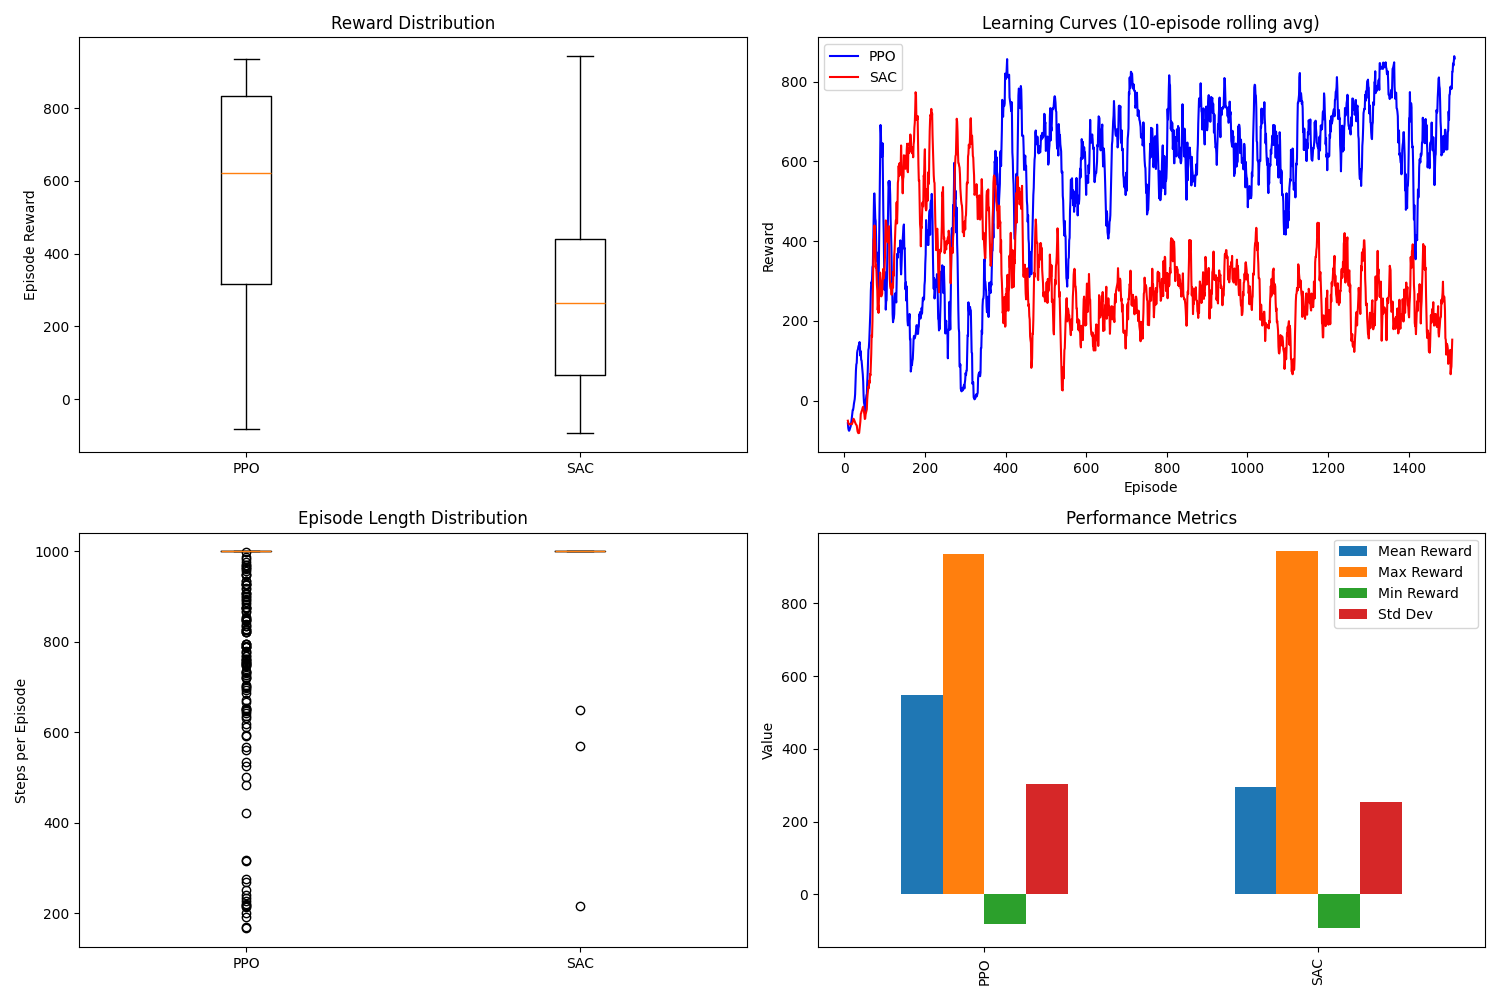 Reward Distribution
Episode Reward
800
600
400
200
0
PPO
SAC
Learning Curves (10-episode rolling avg)
PPO
SAC
Reward
800
600
400
200
0
0
200
400
600
800
1000
1200
1400
Episode
Episode Length Distribution
Steps per Episode
1000
800
600
400
200
PPO
SAC
Performance Metrics
Mean Reward
Max Reward
Min Reward
Std Dev
Value
800
600
400
200
0
PPO
SAC